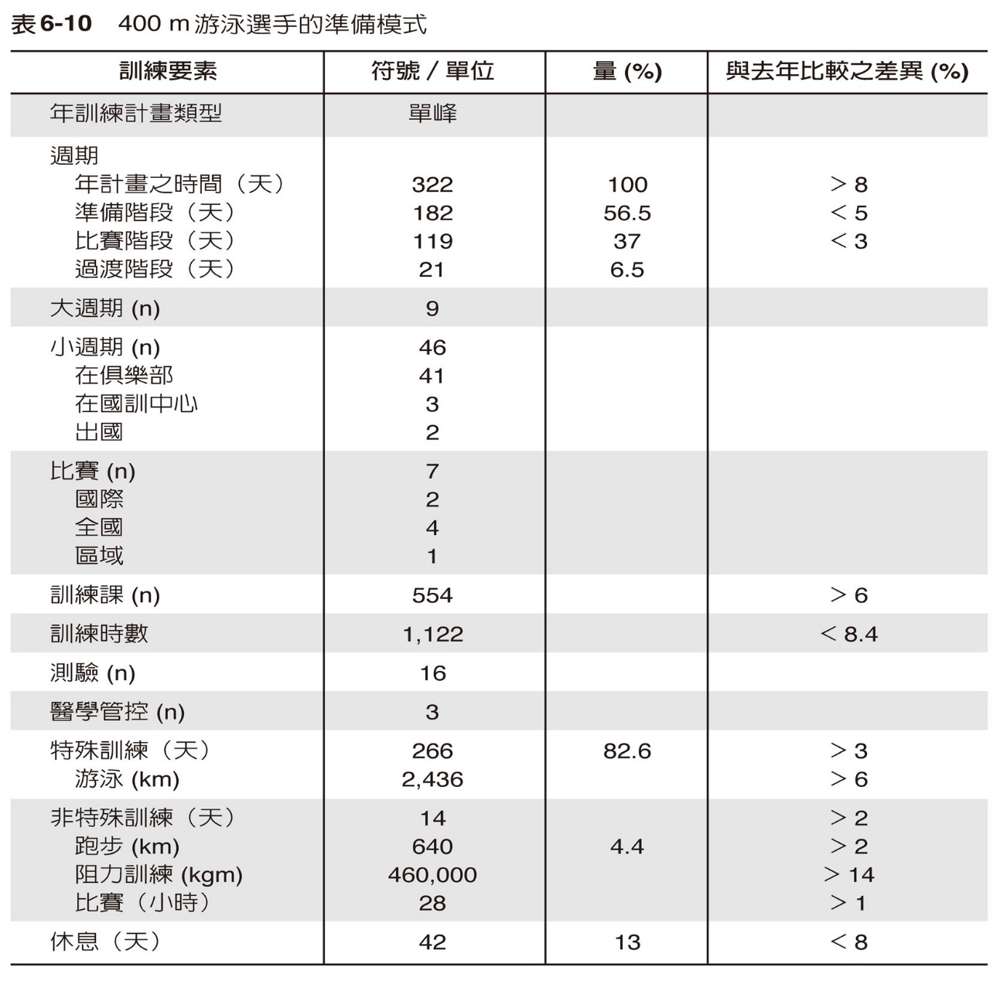 表6-10 400 m游泳選手的準備模式
訓練要素 符號／單位 量 (%) 與去年比較之差異 (%)
年訓練計畫類型 單峰
週期
年計畫之時間（天） 322 100 ＞8
準備階段（天） 182 56.5 ＜5
比賽階段（天） 119 37 ＜3
過渡階段（天） 21 6.5
大週期 (n) 9
小週期 (n) 46
在俱樂部 41
在國訓中心 3
出國 2
比賽 (n) 7
國際 2
全國 4
區域 1
訓練課 (n) 554 ＞6
訓練時數 1,122 ＜8.4
測驗 (n) 16
醫學管控 (n) 3
特殊訓練（天） 266 82.6 ＞3
游泳 (km) 2,436 ＞6
非特殊訓練（天） 14 ＞2
跑步 (km) 640 4.4 ＞2
阻力訓練 (kgm) 460,000 ＞14
比賽（小時） 28 ＞1
休息（天） 42 13 ＜8